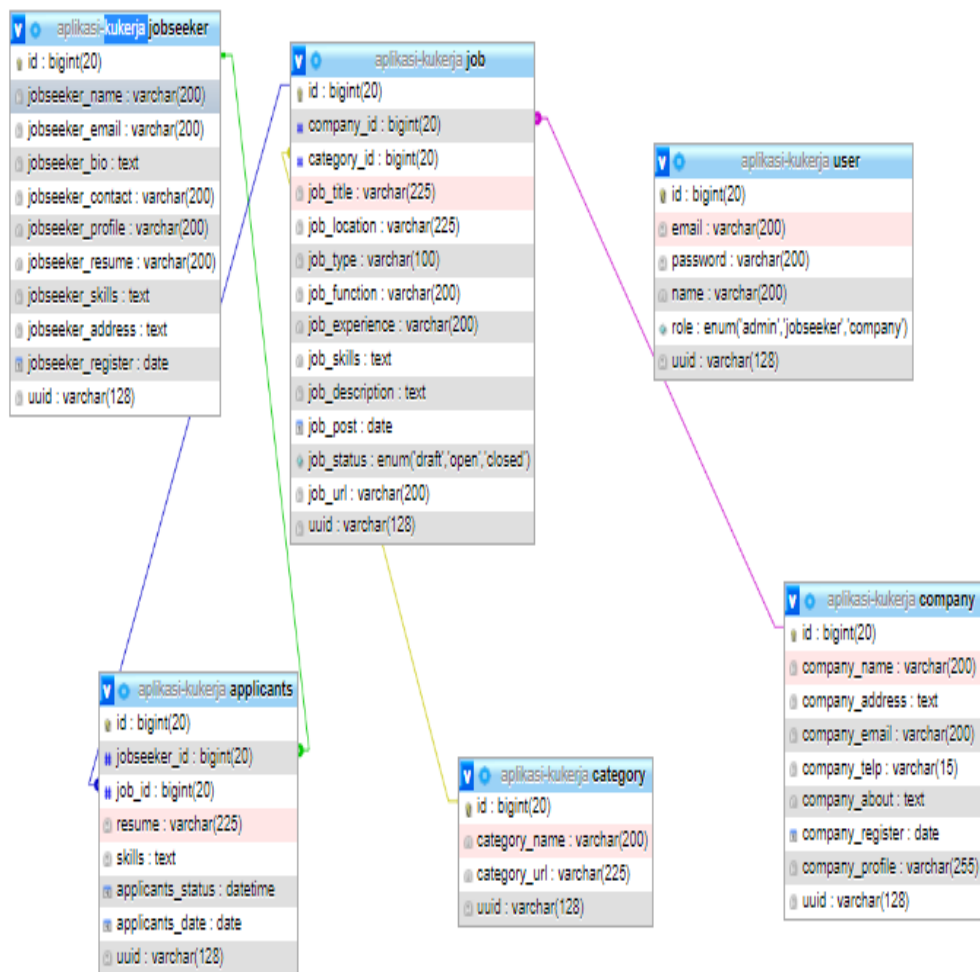 aplikasi-kukerja jobseeker
id : bigint(20)
jobseeker_name : varchar(200)
jobseeker_email : varchar(200)
jobseeker_bio : text
jobseeker_contact : varchar(200)
jobseeker_profile : varchar(200)
jobseeker_resume : varchar(200)
jobseeker_skills : text
jobseeker_address : text
jobseeker_register : date
uuid : varchar(128)
aplikasi-kukerja job
id : bigint(20)
company_id : bigint(20)
category_id : bigint(20)
job_title : varchar(225)
job_location : varchar(225)
job_type : varchar(100)
job_function : varchar(200)
job_experience : varchar(200)
job_skills : text
job_description : text
job_post : date
job_status : enum('draft','open','closed')
job_url : varchar(200)
uuid : varchar(128)
aplikasi-kukerja user
id : bigint(20)
email : varchar(200)
password : varchar(200)
name : varchar(200)
role : enum('admin','jobseeker','company')
uuid : varchar(128)
aplikasi-kukerja company
id : bigint(20)
company_name : varchar(200)
company_address : text
company_email : varchar(200)
company_telp : varchar(15)
company_about : text
company_register : date
company_profile : varchar(255)
uuid : varchar(128)
aplikasi-kukerja applicants
id : bigint(20)
jobseeker_id : bigint(20)
job_id : bigint(20)
resume : varchar(225)
skills : text
applicants_status : datetime
applicants_date : date
uuid : varchar(128)
aplikasi-kukerja category
id : bigint(20)
category_name : varchar(200)
category_url : varchar(225)
uuid : varchar(128)